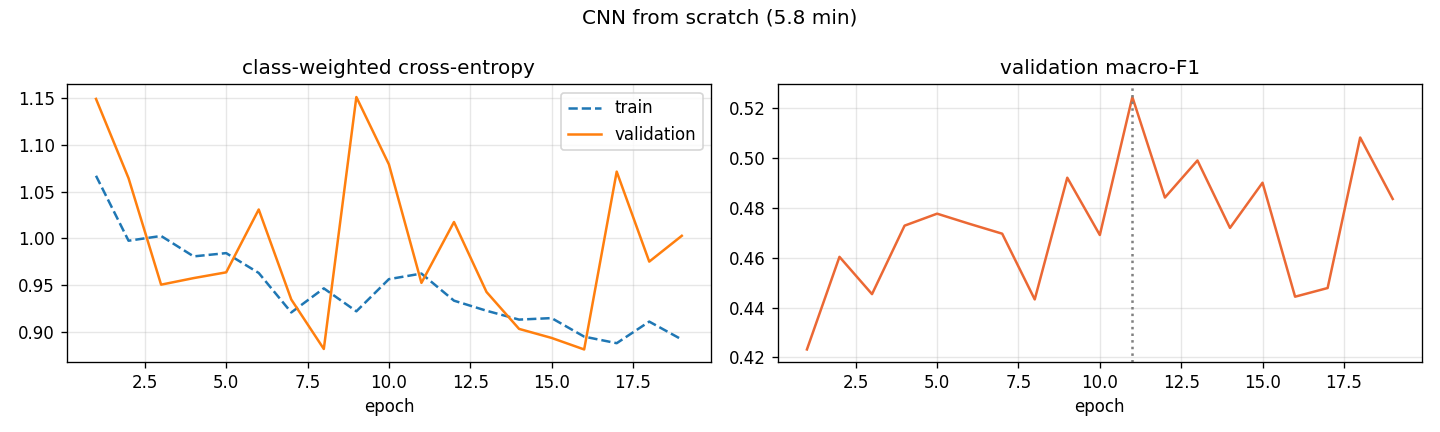 CNN from scratch (5.8 min)
class-weighted cross-entropy
train
validation
1.15
1.10
1.05
1.00
0.95
0.90
2.5 5.0 7.5 10.0 12.5 15.0 17.5
epoch
validation macro-F1
0.52
0.50
0.48
0.46
0.44
0.42
2.5 5.0 7.5 10.0 12.5 15.0 17.5
epoch